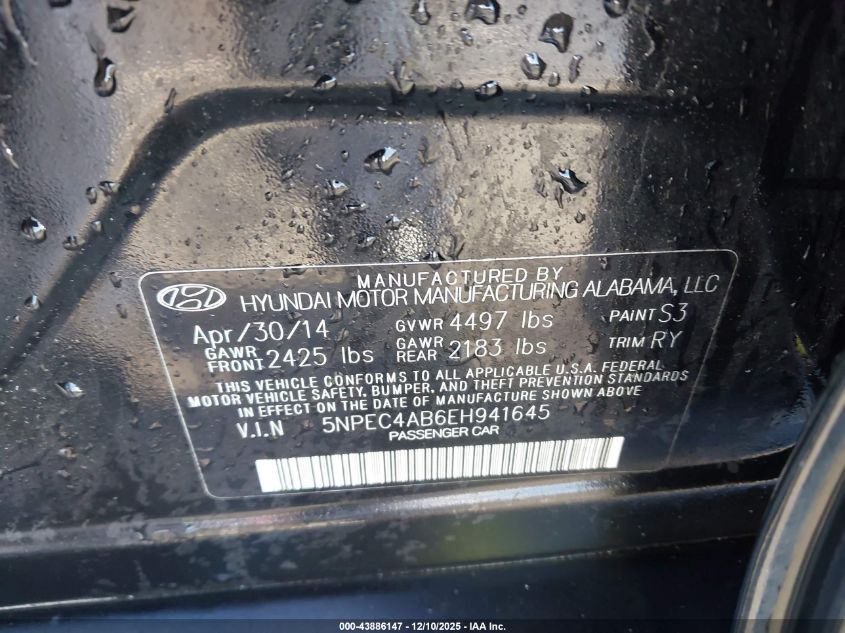 MANUFACTURED BY
HYUNDAI MOTOR MANUFACTURING ALABAMA, LLC
Apr/30/14 GVWR 4497 lbs PAINT S3
GAWR FRONT 2425 lbs GAWR REAR 2183 lbs TRIM RY
THIS VEHICLE CONFORMS TO ALL APPLICABLE U.S.A. FEDERAL
MOTOR VEHICLE SAFETY, BUMPER, AND THEFT PREVENTION STANDARDS
IN EFFECT ON THE DATE OF MANUFACTURE SHOWN ABOVE
V.I.N 5NPEC4AB6EH941645
PASSENGER CAR
000-43886147 - 12/10/2025 - IAA Inc.